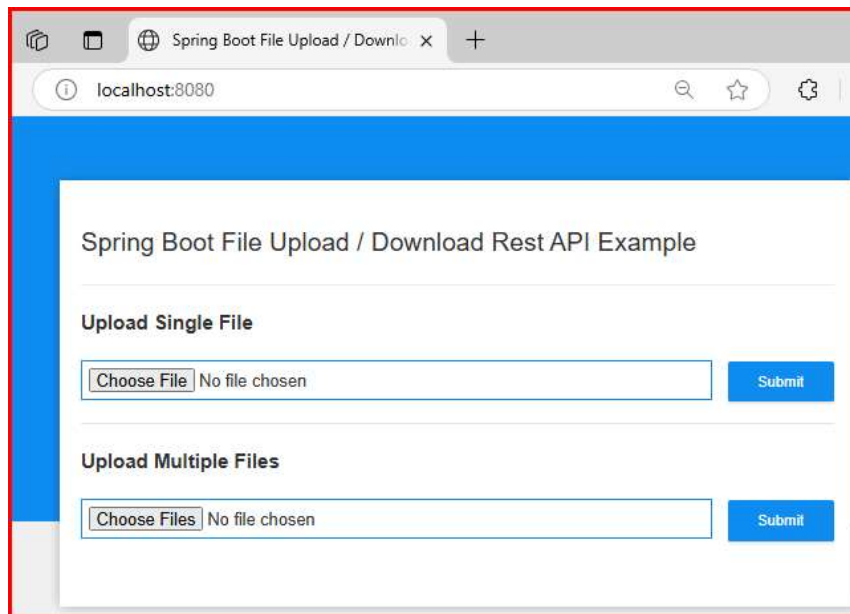 Spring Boot File Upload / Downlo
localhost:8080
Spring Boot File Upload / Download Rest API Example
Upload Single File
Choose File No file chosen
Submit
Upload Multiple Files
Choose Files No file chosen
Submit